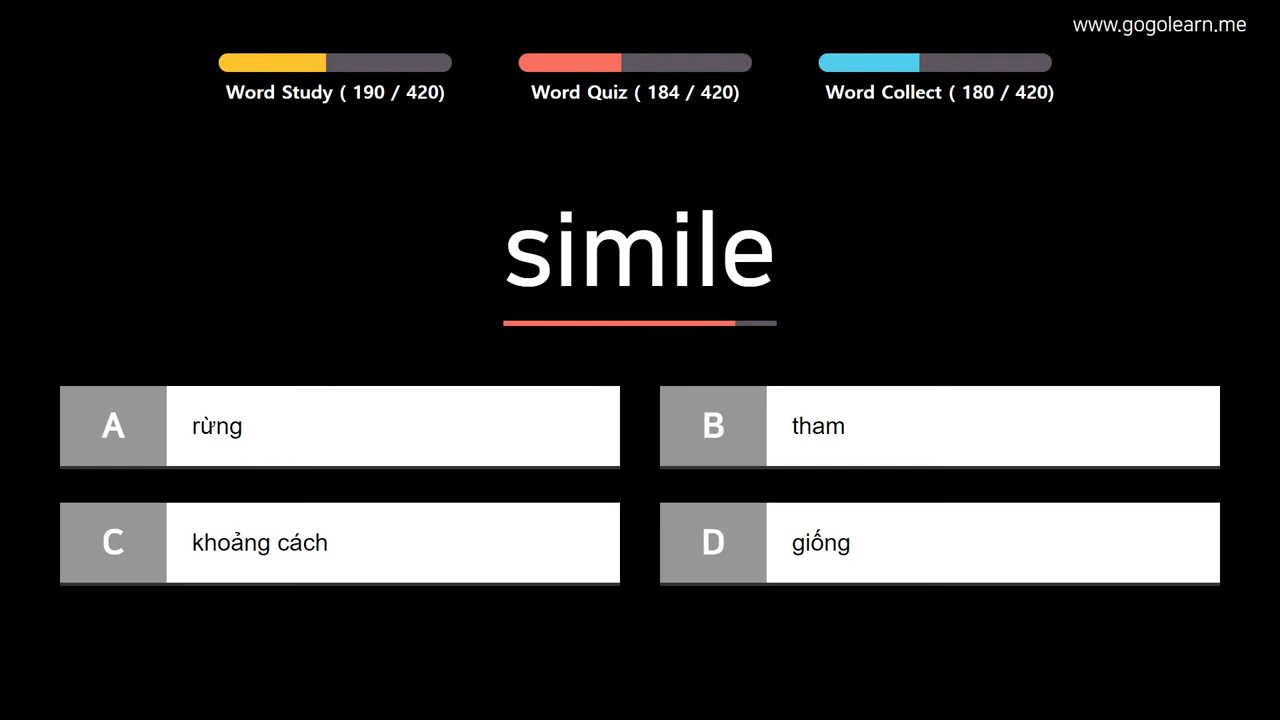 www.gogolearn.me
Word Study ( 190 / 420)
Word Quiz ( 184 / 420)
Word Collect ( 180 / 420)
simile
A
rừng
B
tham
C
khoảng cách
D
giống